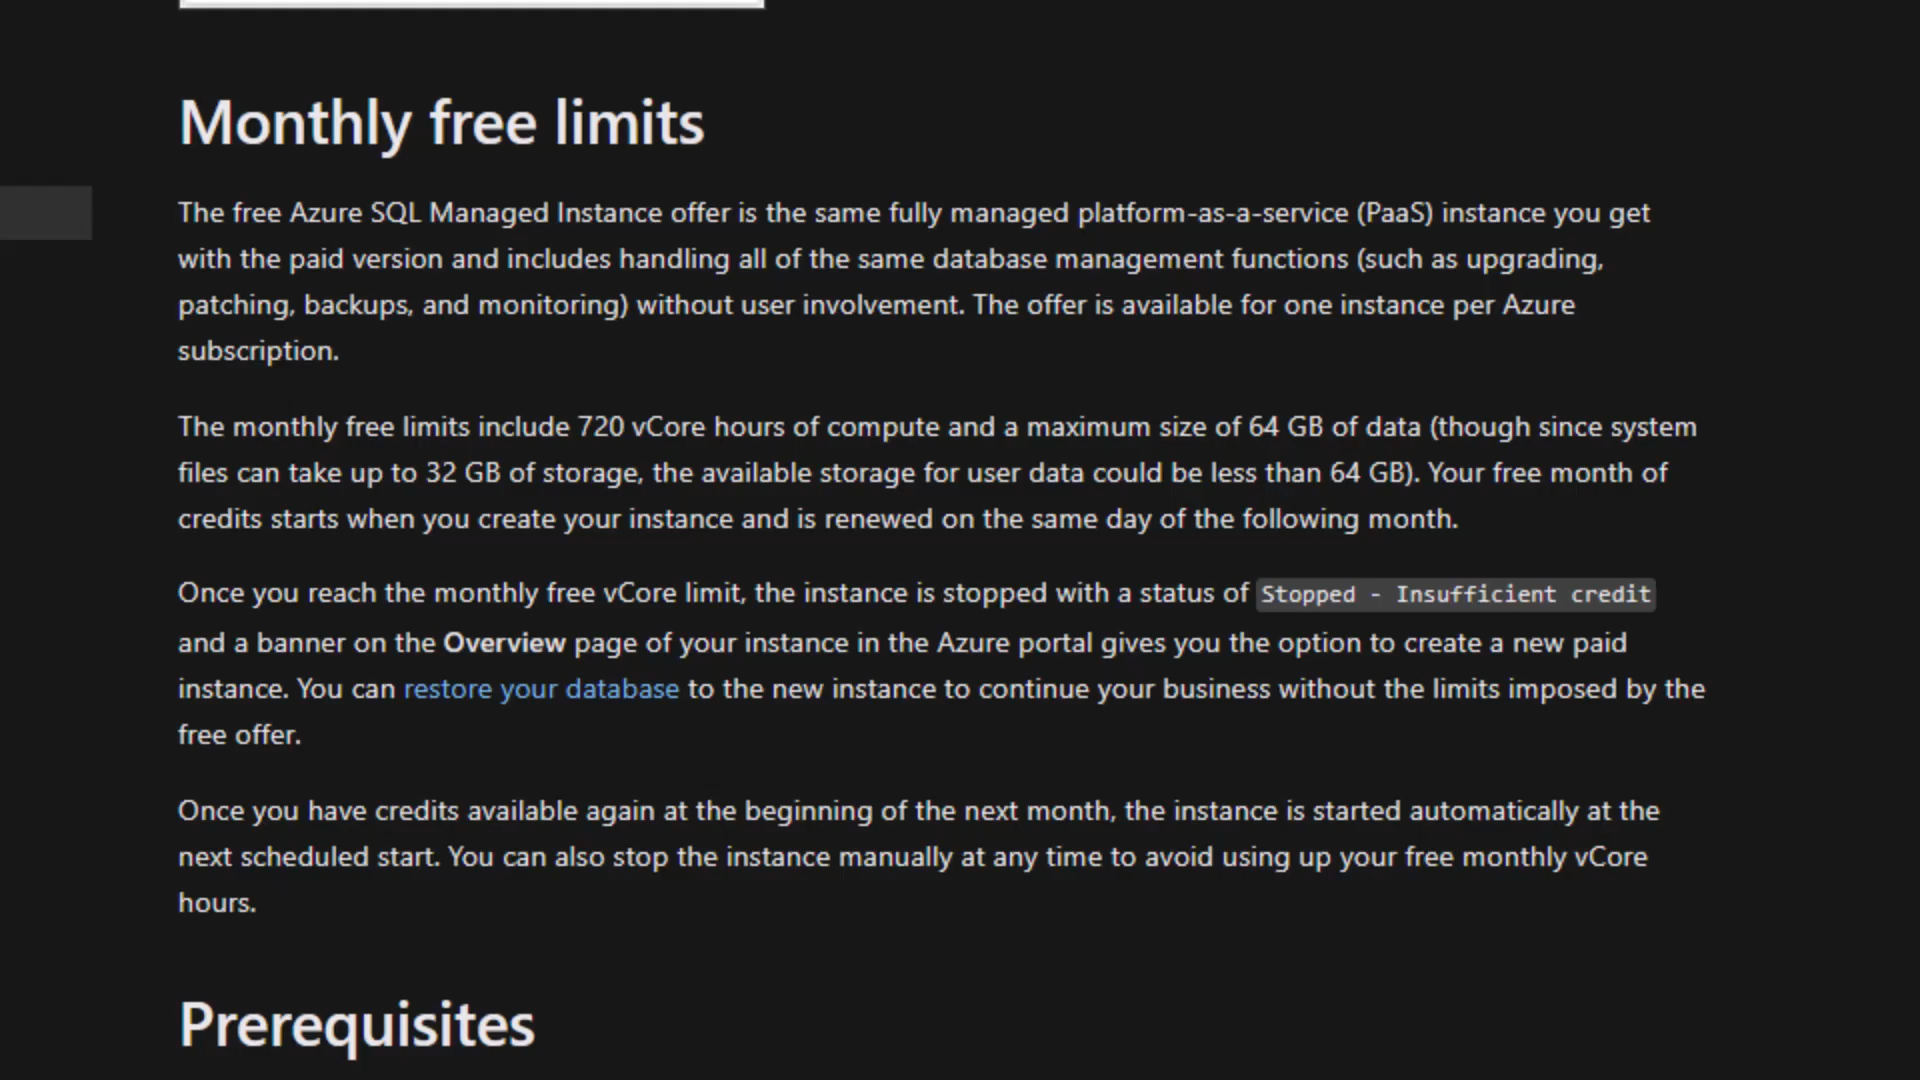 Monthly free limits
The free Azure SQL Managed Instance offer is the same fully managed platform-as-a-service (PaaS) instance you get
with the paid version and includes handling all of the same database management functions (such as upgrading,
patching, backups, and monitoring) without user involvement. The offer is available for one instance per Azure
subscription.
The monthly free limits include 720 vCore hours of compute and a maximum size of 64 GB of data (though since system
files can take up to 32 GB of storage, the available storage for user data could be less than 64 GB). Your free month of
credits starts when you create your instance and is renewed on the same day of the following month.
Once you reach the monthly free vCore limit, the instance is stopped with a status of Stopped - Insufficient credit
and a banner on the Overview page of your instance in the Azure portal gives you the option to create a new paid
instance. You can restore your database to the new instance to continue your business without the limits imposed by the
free offer.
Once you have credits available again at the beginning of the next month, the instance is started automatically at the
next scheduled start. You can also stop the instance manually at any time to avoid using up your free monthly vCore
hours.
Prerequisites